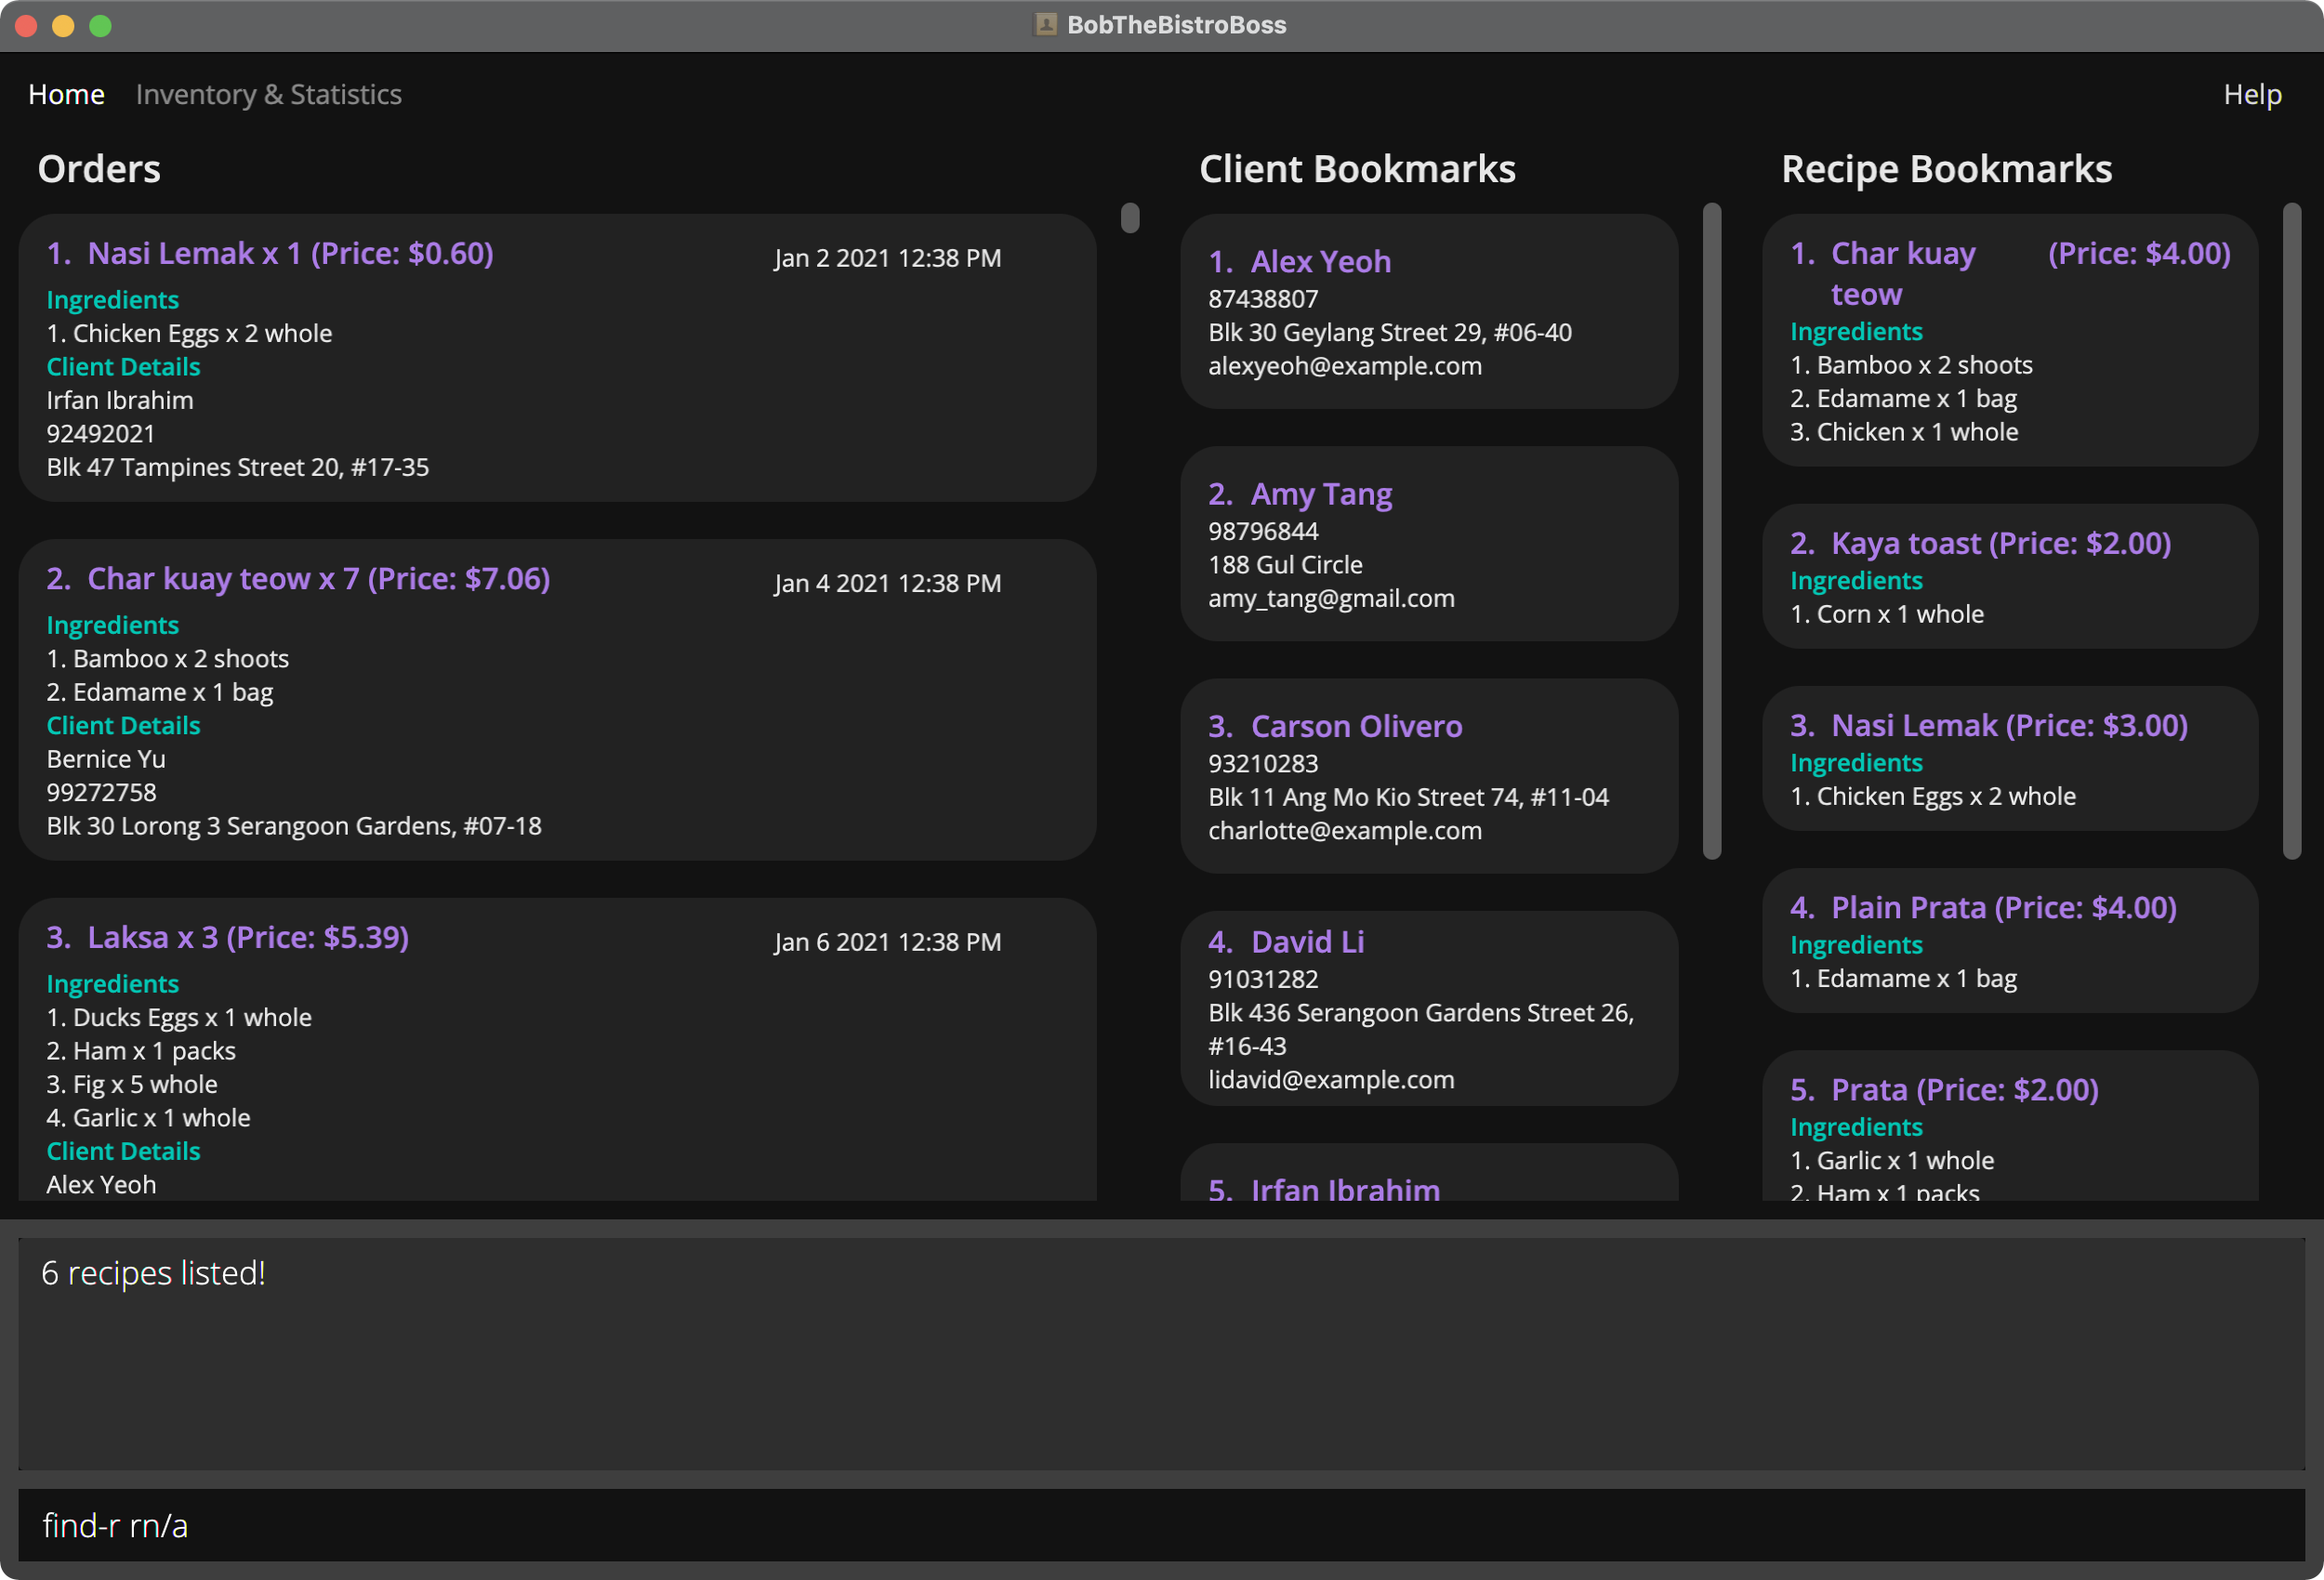 BobTheBistroBoss
Home Inventory & Statistics Help
Orders
1. Nasi Lemak x 1 (Price: $0.60) Jan 2 2021 12:38 PM
Ingredients
1. Chicken Eggs x 2 whole
Client Details
Irfan Ibrahim
92492021
Blk 47 Tampines Street 20, #17-35
2. Char kuay teow x 7 (Price: $7.06) Jan 4 2021 12:38 PM
Ingredients
1. Bamboo x 2 shoots
2. Edamame x 1 bag
Client Details
Bernice Yu
99272758
Blk 30 Lorong 3 Serangoon Gardens, #07-18
3. Laksa x 3 (Price: $5.39) Jan 6 2021 12:38 PM
Ingredients
1. Ducks Eggs x 1 whole
2. Ham x 1 packs
3. Fig x 5 whole
4. Garlic x 1 whole
Client Details
Alex Yeoh
Client Bookmarks
1. Alex Yeoh
87438807
Blk 30 Geylang Street 29, #06-40
alexyeoh@example.com
2. Amy Tang
98796844
188 Gul Circle
amy_tang@gmail.com
3. Carson Olivero
93210283
Blk 11 Ang Mo Kio Street 74, #11-04
charlotte@example.com
4. David Li
91031282
Blk 436 Serangoon Gardens Street 26,
#16-43
lidavid@example.com
5. Irfan Ibrahim
Recipe Bookmarks
1. Char kuay (Price: $4.00)
teow
Ingredients
1. Bamboo x 2 shoots
2. Edamame x 1 bag
3. Chicken x 1 whole
2. Kaya toast (Price: $2.00)
Ingredients
1. Corn x 1 whole
3. Nasi Lemak (Price: $3.00)
Ingredients
1. Chicken Eggs x 2 whole
4. Plain Prata (Price: $4.00)
Ingredients
1. Edamame x 1 bag
5. Prata (Price: $2.00)
Ingredients
1. Garlic x 1 whole
2. Ham x 1 packs
6 recipes listed!
find-r rn/a